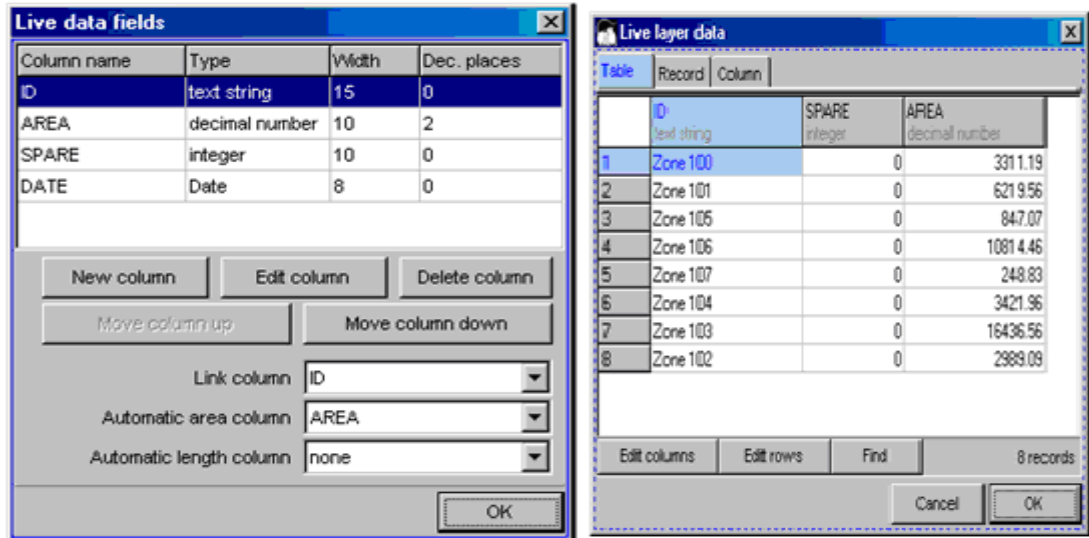 Live data fields
Column name Type Width Dec. places
ID text string 15 0
AREA decimal number 10 2
SPARE integer 10 0
DATE Date 8 0
New column Edit column Delete column
Move column up Move column down
Link column ID
Automatic area column AREA
Automatic length column none
OK
Live layer data
Table Record Column
ID SPARE AREA
text string integer decimal number
1 Zone 100 0 3311.19
2 Zone 101 0 6219.56
3 Zone 105 0 847.07
4 Zone 106 0 10814.46
5 Zone 107 0 248.83
6 Zone 104 0 3421.96
7 Zone 103 0 16436.56
8 Zone 102 0 2989.09
Edit columns Edit rows Find 8 records
Cancel OK